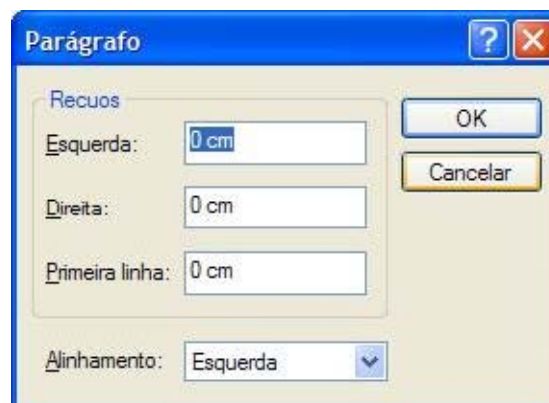 Parágrafo
Recuos
Esquerda: 0 cm
Direita: 0 cm
Primeira linha: 0 cm
Alinhamento: Esquerda
OK
Cancelar